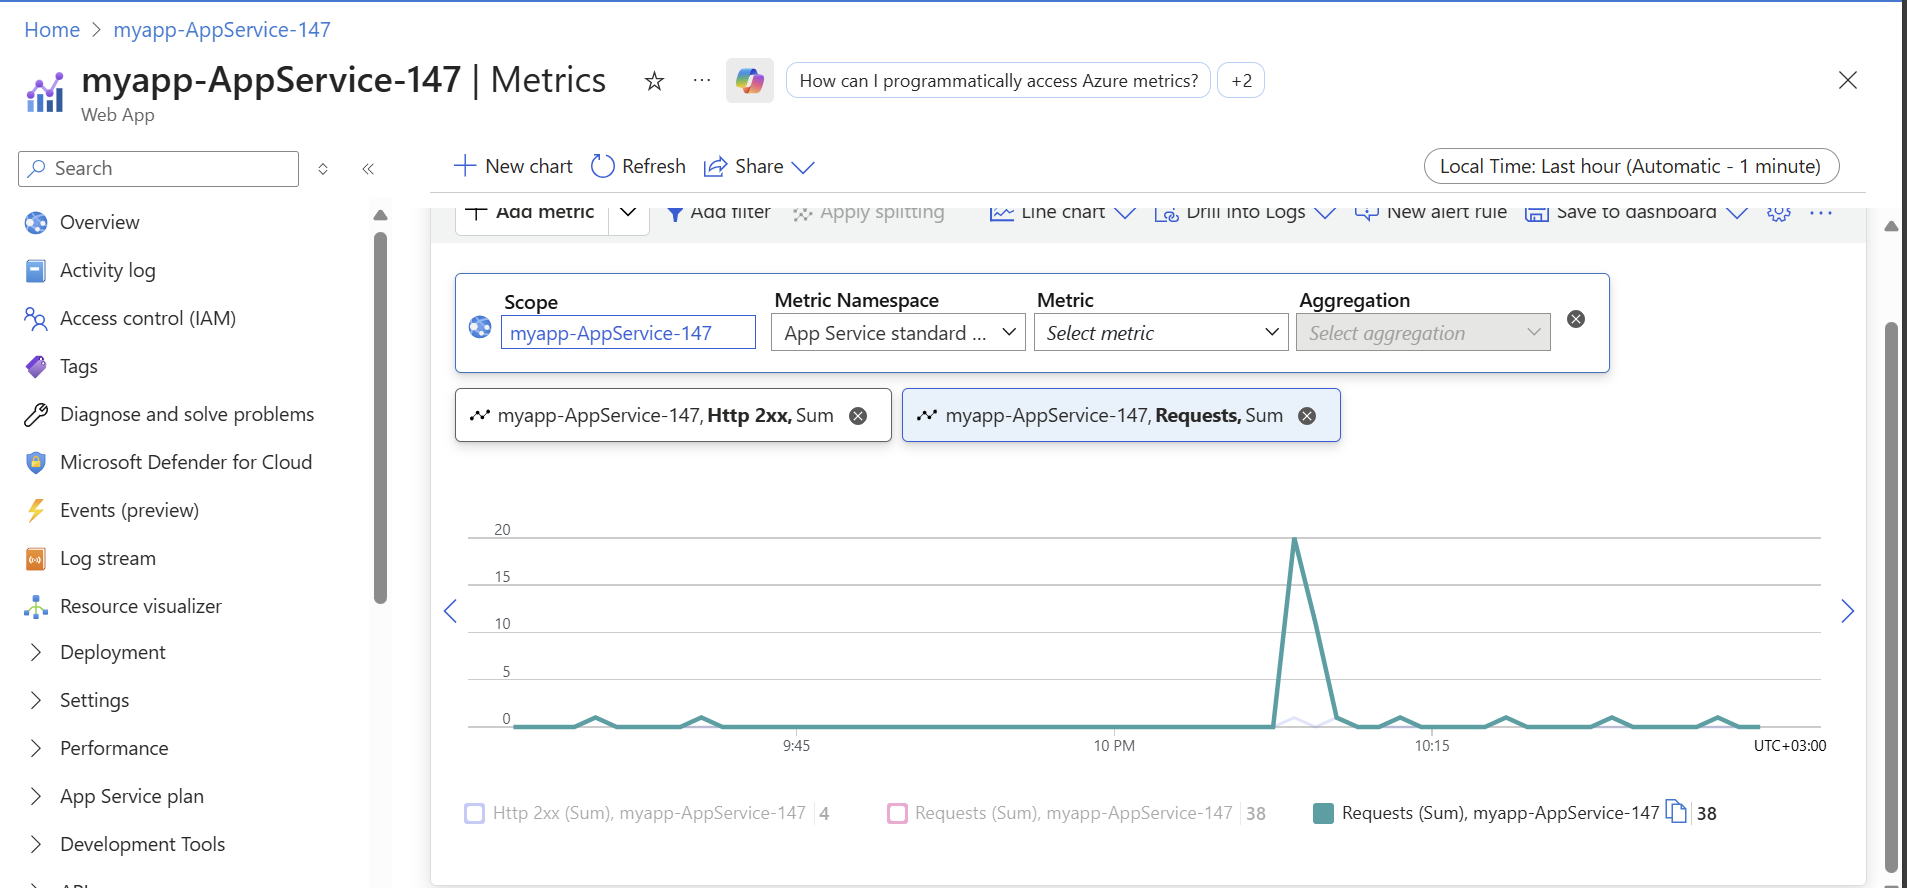 Home > myapp-AppService-147
myapp-AppService-147 | Metrics
Web App
How can I programmatically access Azure metrics?
+2
Search
New chart
Refresh
Share
Local Time: Last hour (Automatic - 1 minute)
Overview
Activity log
Access control (IAM)
Tags
Diagnose and solve problems
Microsoft Defender for Cloud
Events (preview)
Log stream
Resource visualizer
Deployment
Settings
Performance
App Service plan
Development Tools
API
Add metric
Add filter
Apply splitting
Line chart
Drill into Logs
New alert rule
Save to dashboard
Scope
myapp-AppService-147
Metric Namespace
App Service standard ...
Metric
Select metric
Aggregation
Select aggregation
myapp-AppService-147, Http 2xx, Sum
myapp-AppService-147, Requests, Sum
20
15
10
5
0
9:45
10 PM
10:15
UTC+03:00
Http 2xx (Sum), myapp-AppService-147 | 4
Requests (Sum), myapp-AppService-147 | 38
Requests (Sum), myapp-AppService-147 | 38